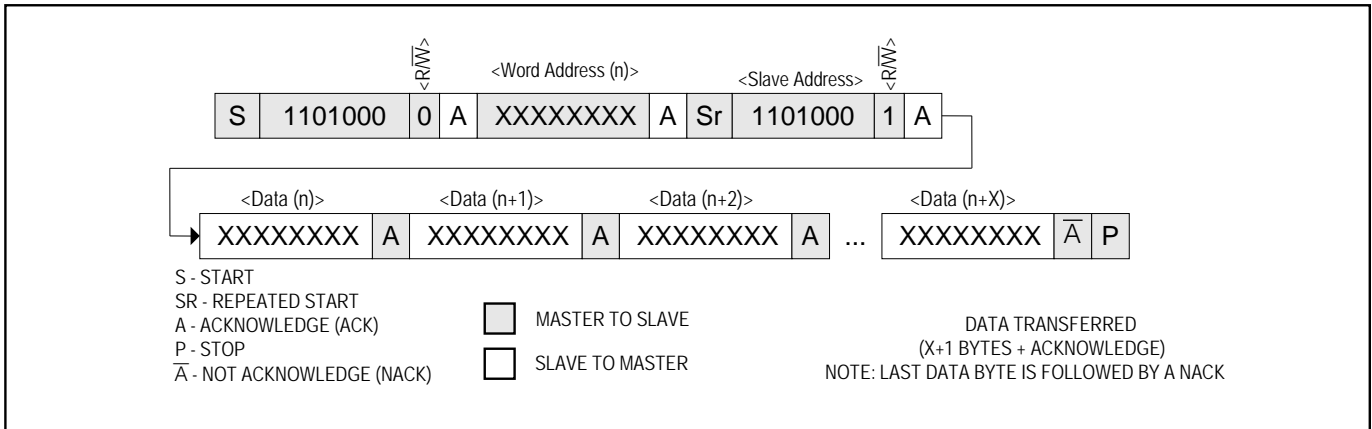 <R/W̅> <Word Address (n)> <Slave Address> <R/W̅>
S 1101000 0 A XXXXXXXX A Sr 1101000 1 A
<Data (n)> <Data (n+1)> <Data (n+2)> <Data (n+X)>
XXXXXXXX A XXXXXXXX A XXXXXXXX A ... XXXXXXXX A̅ P
S - START
SR - REPEATED START
A - ACKNOWLEDGE (ACK)
P - STOP
A̅ - NOT ACKNOWLEDGE (NACK)
MASTER TO SLAVE
SLAVE TO MASTER
DATA TRANSFERRED
(X+1 BYTES + ACKNOWLEDGE)
NOTE: LAST DATA BYTE IS FOLLOWED BY A NACK